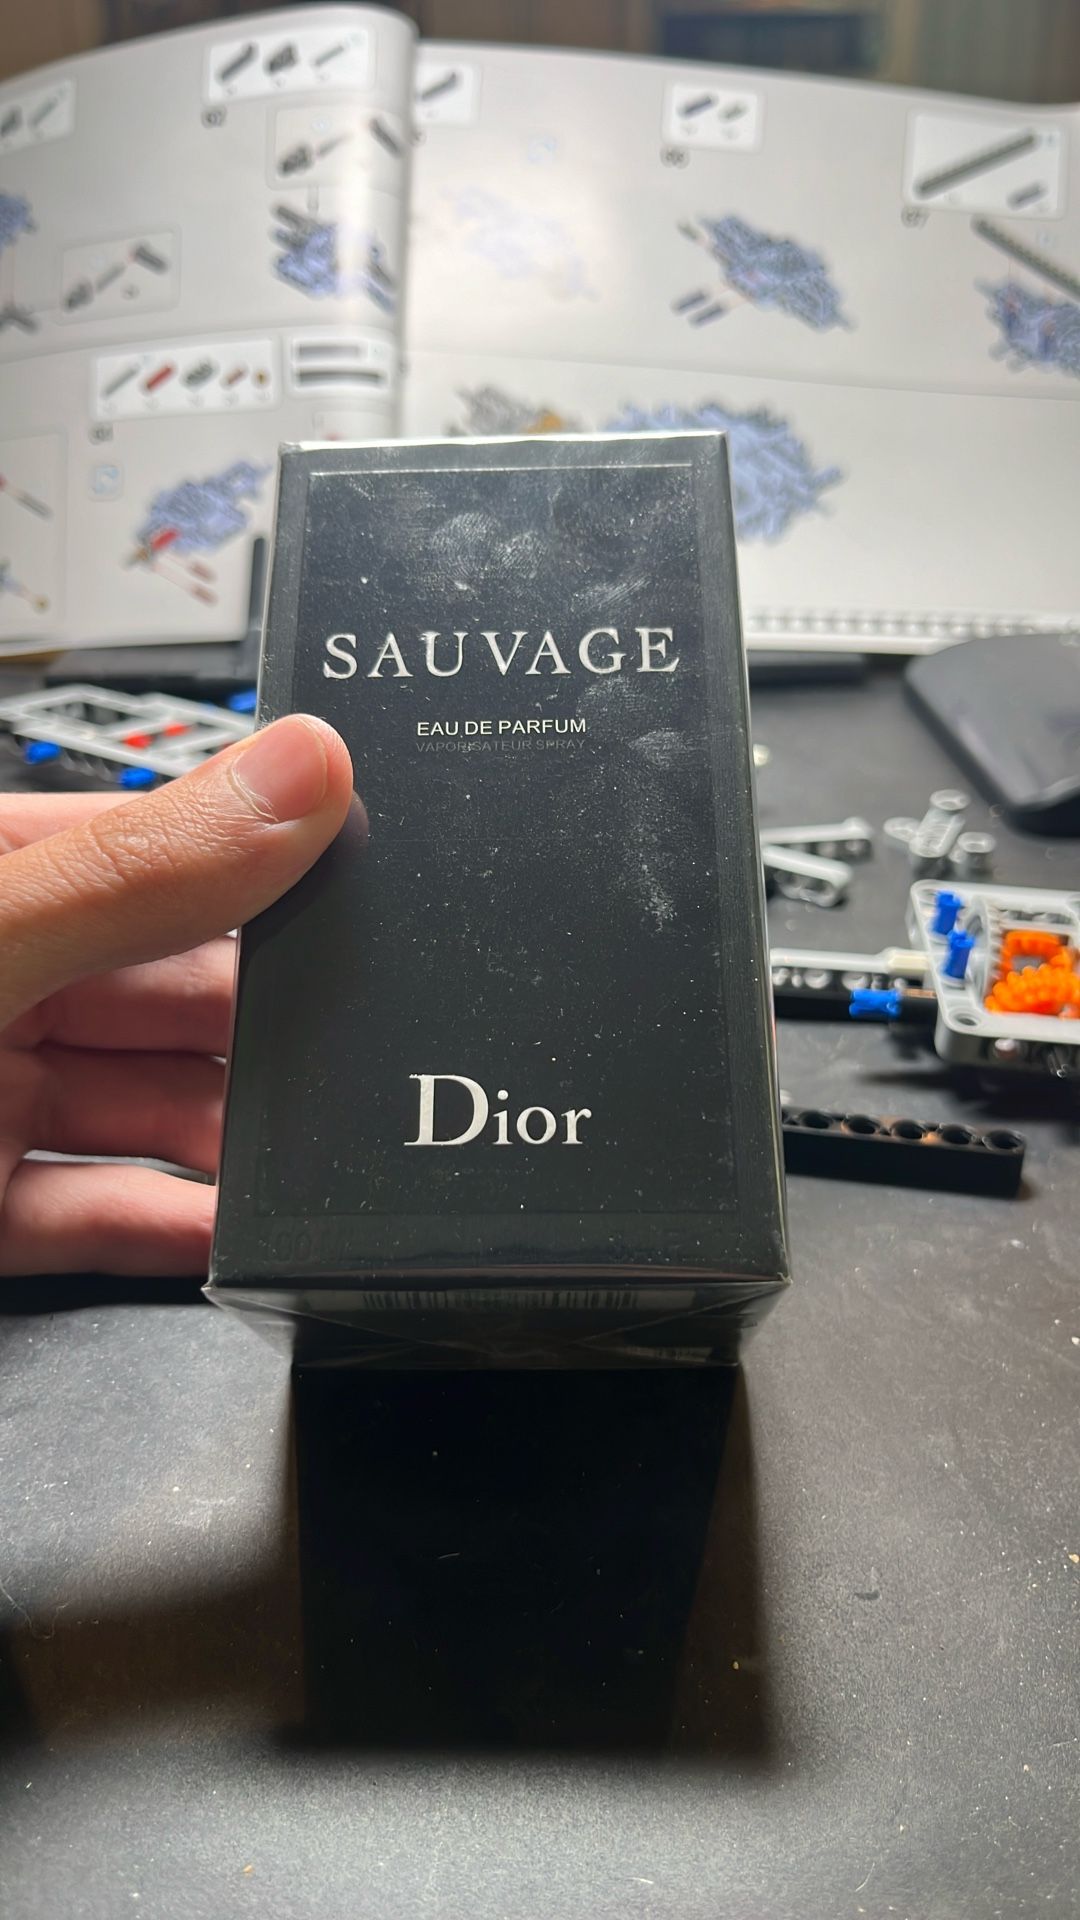 SAUVAGE
EAU DE PARFUM
VAPORISATEUR SPRAY
Dior